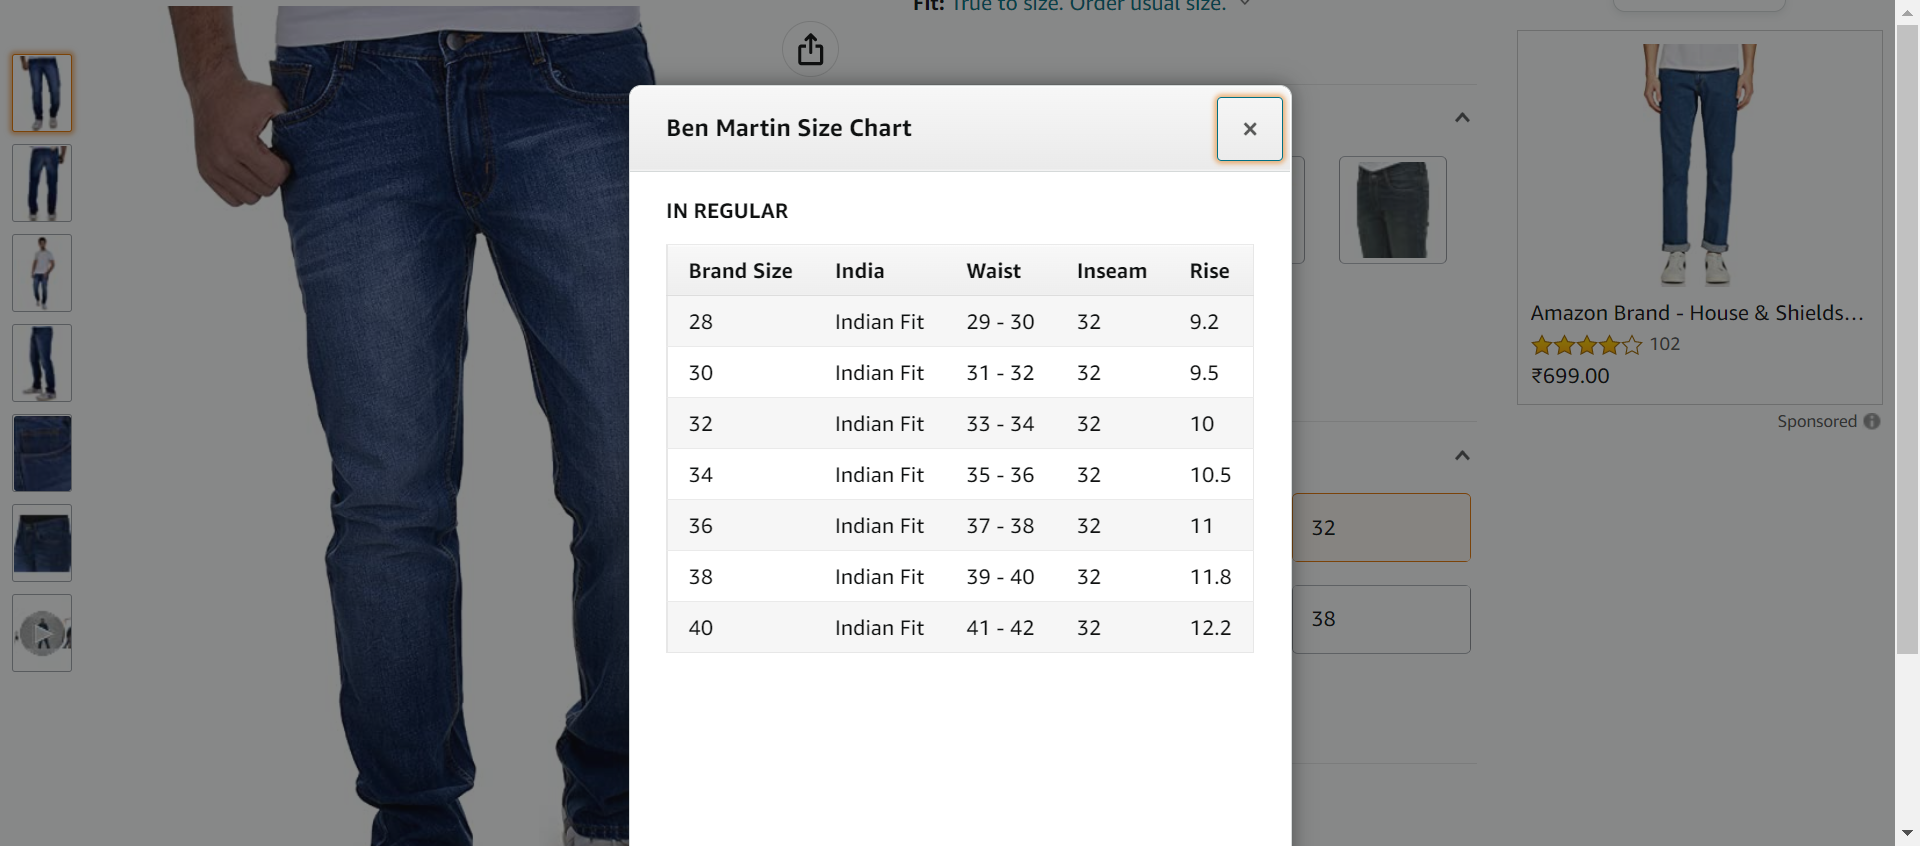 Fit: True to size. Order usual size.
Ben Martin Size Chart
×
IN REGULAR
Brand Size India Waist Inseam Rise
28 Indian Fit 29 - 30 32 9.2
30 Indian Fit 31 - 32 32 9.5
32 Indian Fit 33 - 34 32 10
34 Indian Fit 35 - 36 32 10.5
36 Indian Fit 37 - 38 32 11
38 Indian Fit 39 - 40 32 11.8
40 Indian Fit 41 - 42 32 12.2
32
38
Amazon Brand - House & Shields...
102
₹699.00
Sponsored